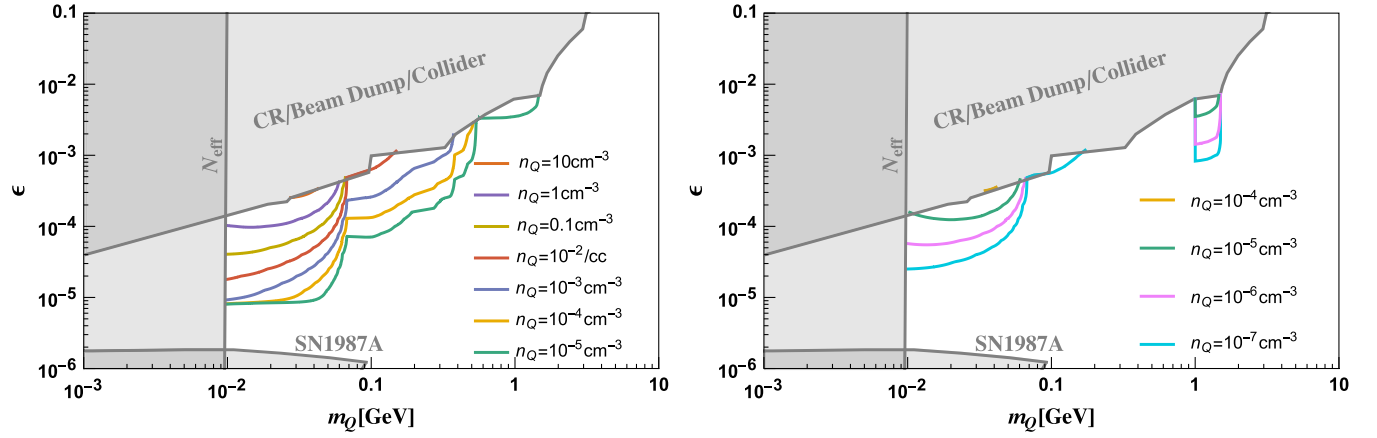 0.1
10⁻²
10⁻³
10⁻⁴
10⁻⁵
10⁻⁶
ϵ
CR/Beam Dump/Collider
N_eff
SN1987A
n_Q=10cm⁻³
n_Q=1cm⁻³
n_Q=0.1cm⁻³
n_Q=10⁻²/cc
n_Q=10⁻³cm⁻³
n_Q=10⁻⁴cm⁻³
n_Q=10⁻⁵cm⁻³
10⁻³ 10⁻² 0.1 1 10
m_Q[GeV]
0.1
10⁻²
10⁻³
10⁻⁴
10⁻⁵
10⁻⁶
ϵ
CR/Beam Dump/Collider
N_eff
SN1987A
n_Q=10⁻⁴cm⁻³
n_Q=10⁻⁵cm⁻³
n_Q=10⁻⁶cm⁻³
n_Q=10⁻⁷cm⁻³
10⁻³ 10⁻² 0.1 1 10
m_Q[GeV]